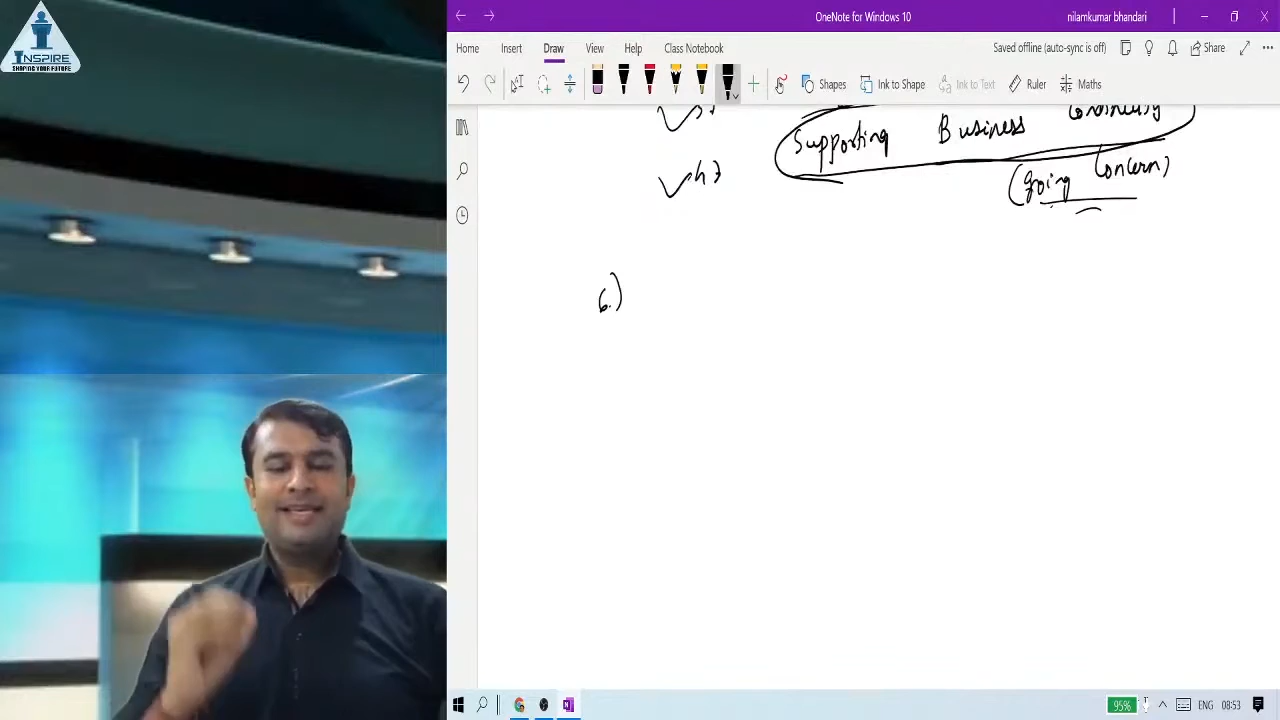 INSPIRE
SHAPING YOUR FUTURE
OneNote for Windows 10
nilamkumar bhandari
Home Insert Draw View Help Class Notebook
Saved offline (auto-sync is off)
Share
Shapes Ink to Shape Ink to Text Ruler Maths
Supporting Business
(Going Concern)
6.)
95%
ENG
08:53